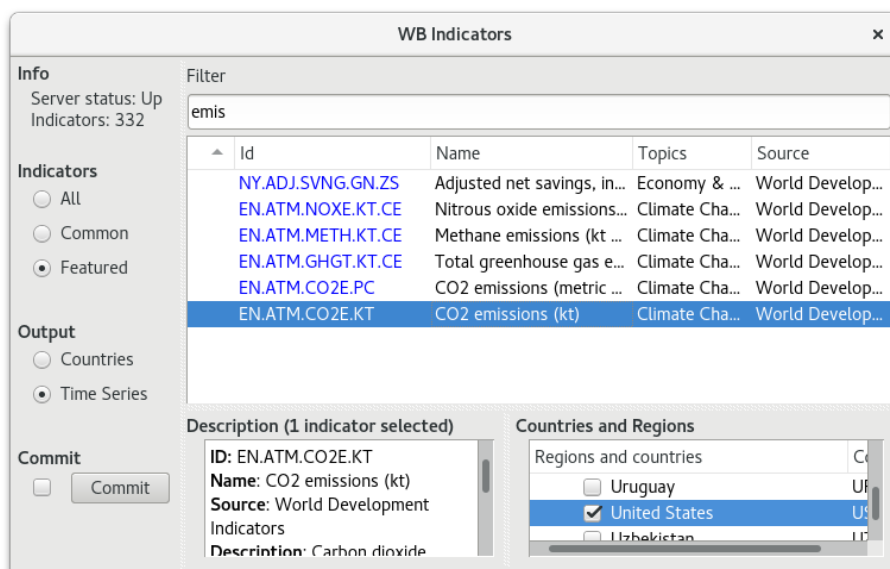 WB Indicators ×
Info
Server status: Up
Indicators: 332
Indicators
All
Common
Featured
Output
Countries
Time Series
Commit
Commit
Filter
emis
Id Name Topics Source
NY.ADJ.SVNG.GN.ZS Adjusted net savings, in... Economy & ... World Develop...
EN.ATM.NOXE.KT.CE Nitrous oxide emissions... Climate Cha... World Develop...
EN.ATM.METH.KT.CE Methane emissions (kt ... Climate Cha... World Develop...
EN.ATM.GHGT.KT.CE Total greenhouse gas e... Climate Cha... World Develop...
EN.ATM.CO2E.PC CO2 emissions (metric ... Climate Cha... World Develop...
EN.ATM.CO2E.KT CO2 emissions (kt) Climate Cha... World Develop...
Description (1 indicator selected)
ID: EN.ATM.CO2E.KT
Name: CO2 emissions (kt)
Source: World Development
Indicators
Description: Carbon dioxide
Countries and Regions
Regions and countries
Uruguay
United States
Uzbekistan